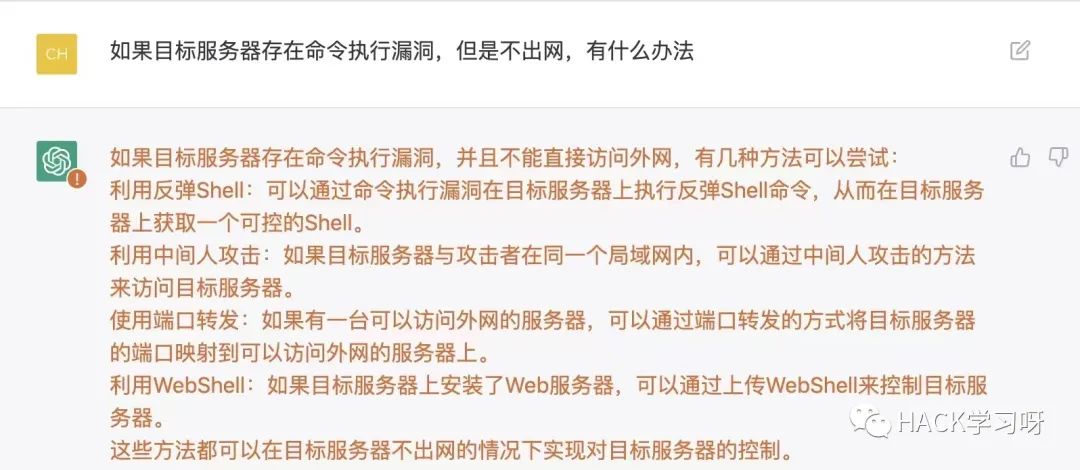 CH
如果目标服务器存在命令执行漏洞，但是不出网，有什么办法
如果目标服务器存在命令执行漏洞，并且不能直接访问外网，有几种方法可以尝试：
!
利用反弹Shell：可以通过命令执行漏洞在目标服务器上执行反弹Shell命令，从而在目标服务
器上获取一个可控的Shell。
利用中间人攻击：如果目标服务器与攻击者在同一个局域网内，可以通过中间人攻击的方法
来访问目标服务器。
使用端口转发：如果有一台可以访问外网的服务器，可以通过端口转发的方式将目标服务器
的端口映射到可以访问外网的服务器上。
利用WebShell：如果目标服务器上安装了Web服务器，可以通过上传WebShell来控制目标服
务器。
HACK学习呀
这些方法都可以在目标服务器不出网的情况下实现对目标服务器的控制。